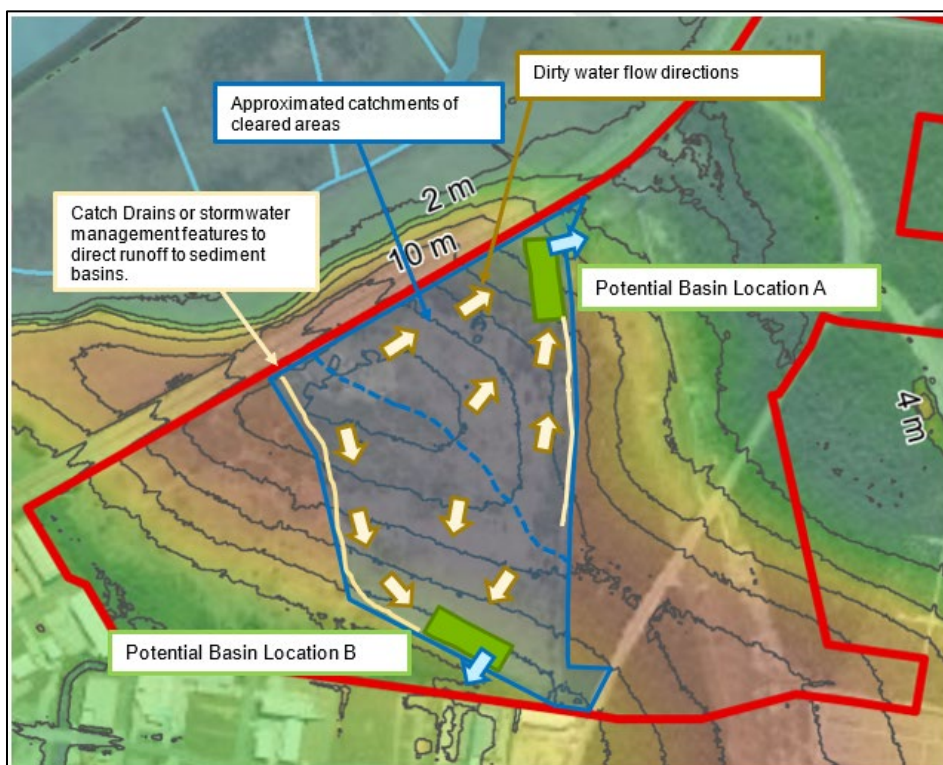 Dirty water flow directions
Approximated catchments of
cleared areas
Catch Drains or stormwater
management features to
direct runoff to sediment
basins.
2 m
10 m
Potential Basin Location A
4 m
Potential Basin Location B